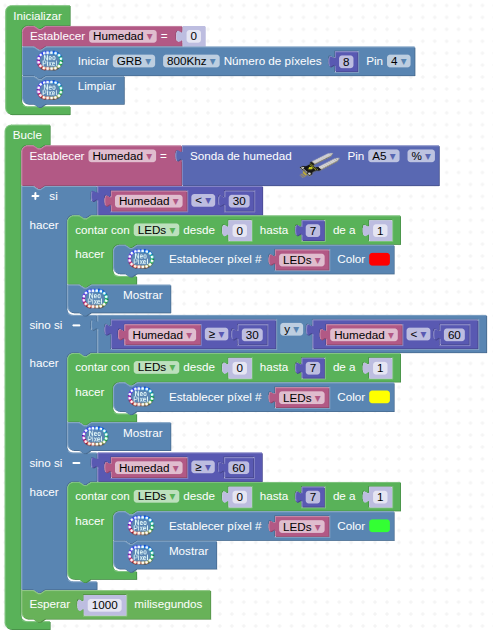 Inicializar
Establecer Humedad = 0
Neo Pixel Iniciar GRB 800Khz Número de píxeles 8 Pin 4
Neo Pixel Limpiar
Bucle
Establecer Humedad = Sonda de humedad Pin A5 %
+ si Humedad < 30
hacer contar con LEDs desde 0 hasta 7 de a 1
hacer Neo Pixel Establecer píxel # LEDs Color
Neo Pixel Mostrar
sino si − Humedad ≥ 30 y Humedad < 60
hacer contar con LEDs desde 0 hasta 7 de a 1
hacer Neo Pixel Establecer píxel # LEDs Color
Neo Pixel Mostrar
sino si − Humedad ≥ 60
hacer contar con LEDs desde 0 hasta 7 de a 1
hacer Neo Pixel Establecer píxel # LEDs Color
Neo Pixel Mostrar
Esperar 1000 milisegundos